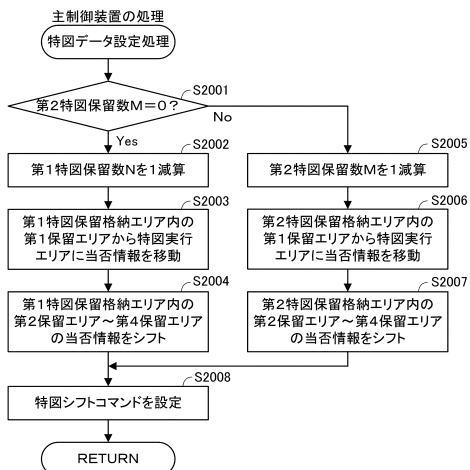 主制御装置の処理
特図データ設定処理
S2001
第2特図保留数M＝0？
No
Yes
S2002
第1特図保留数Nを1減算
S2003
第1特図保留格納エリア内の
第1保留エリアから特図実行
エリアに当否情報を移動
S2004
第1特図保留格納エリア内の
第2保留エリア～第4保留エリア
の当否情報をシフト
S2005
第2特図保留数Mを1減算
S2006
第2特図保留格納エリア内の
第1保留エリアから特図実行
エリアに当否情報を移動
S2007
第2特図保留格納エリア内の
第2保留エリア～第4保留エリア
の当否情報をシフト
S2008
特図シフトコマンドを設定
RETURN